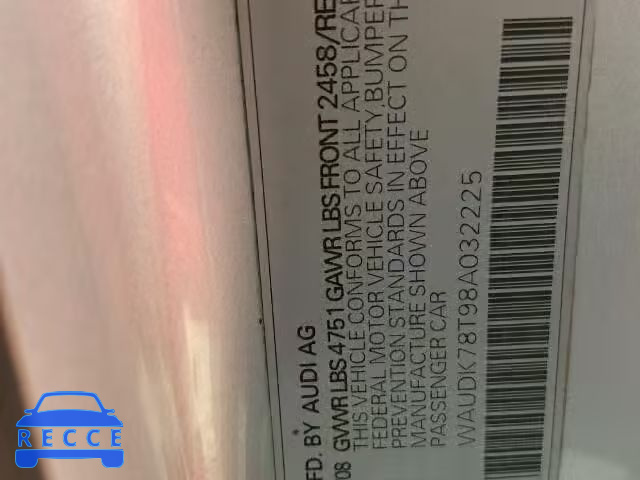 FD. BY AUDI AG
08 GVWR LBS 4751 GAWR LBS FRONT 2458/RE
THIS VEHICLE CONFORMS TO ALL APPLICAR
FEDERAL MOTOR VEHICLE SAFETY, BUMPER
PREVENTION STANDARDS IN EFFECT ON TH
MANUFACTURE SHOWN ABOVE
PASSENGER CAR
WAUDK78T98A032225
RECCE